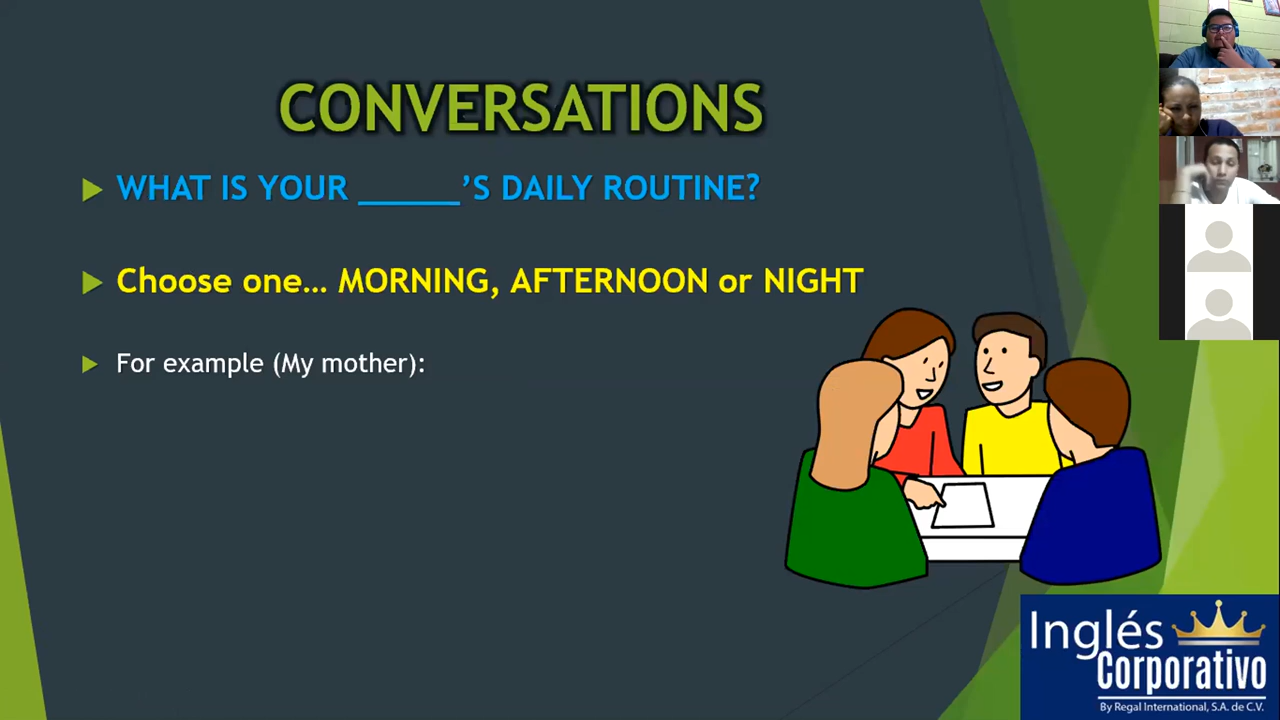 CONVERSATIONS
WHAT IS YOUR _____’S DAILY ROUTINE?
Choose one… MORNING, AFTERNOON or NIGHT
For example (My mother):
Inglés
Corporativo
By Regal International, S.A. de C.V.